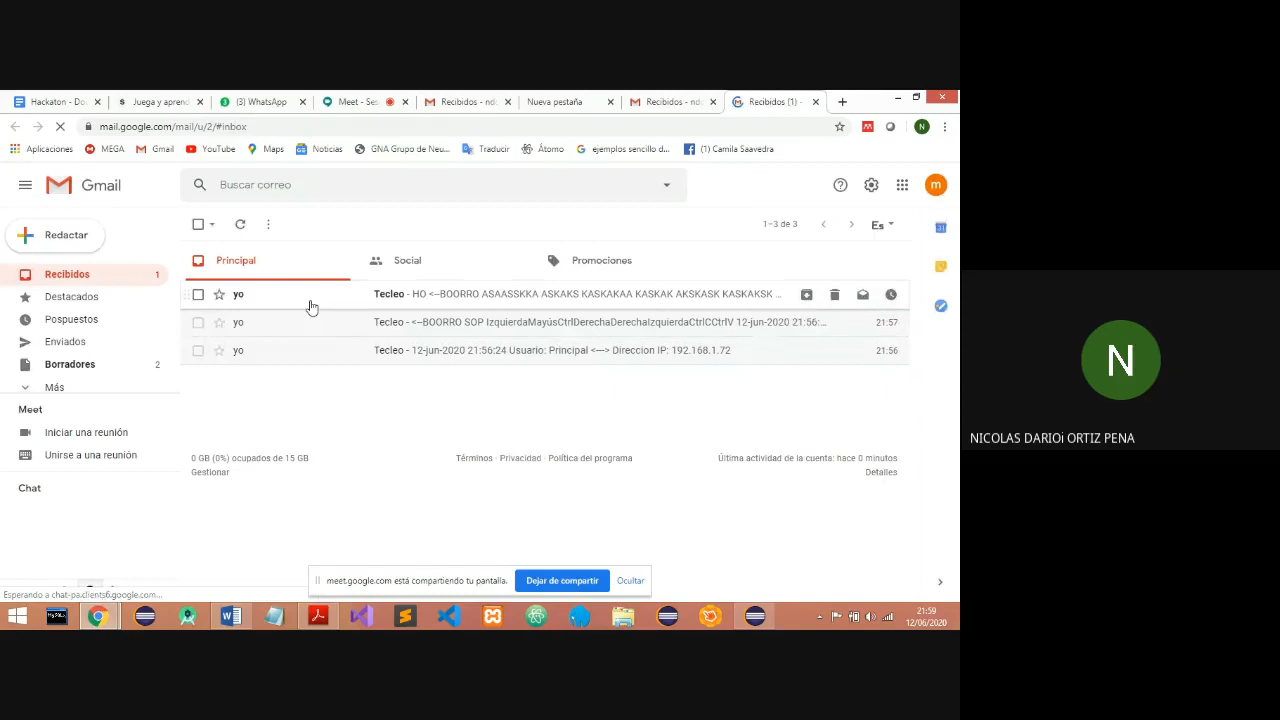 Hackaton - Do
Juega y aprend
(3) WhatsApp
Meet - Ses
Recibidos - nd
Nueva pestaña
Recibidos - nd
Recibidos (1) -
mail.google.com/mail/u/2/#inbox
N
Aplicaciones
MEGA
Gmail
YouTube
Maps
Noticias
GNA Grupo de Neu...
Traducir
Átomo
ejemplos sencillo d...
(1) Camila Saavedra
Gmail
Buscar correo
m
Redactar
1–3 de 3
Es
Recibidos 1
Destacados
Pospuestos
Enviados
Borradores 2
Más
Meet
Iniciar una reunión
Unirse a una reunión
Chat
Principal
Social
Promociones
yo Tecleo - HO <--BOORRO ASAASSKKA ASKAKS KASKAKAA KASKAK AKSKASK KASKAKSK ...
yo Tecleo - <--BOORRO SOP IzquierdaMayúsCtrlDerechaDerechaIzquierdaCtrlCCtrlV 12-jun-2020 21:56:... 21:57
yo Tecleo - 12-jun-2020 21:56:24 Usuario: Principal <---> Direccion IP: 192.168.1.72 21:56
0 GB (0%) ocupados de 15 GB
Gestionar
Términos · Privacidad · Política del programa
Última actividad de la cuenta: hace 0 minutos
Detalles
meet.google.com está compartiendo tu pantalla.
Dejar de compartir
Ocultar
Esperando a chat-pa.clients6.google.com...
21:59
12/06/2020
N
NICOLAS DARIOi ORTIZ PENA